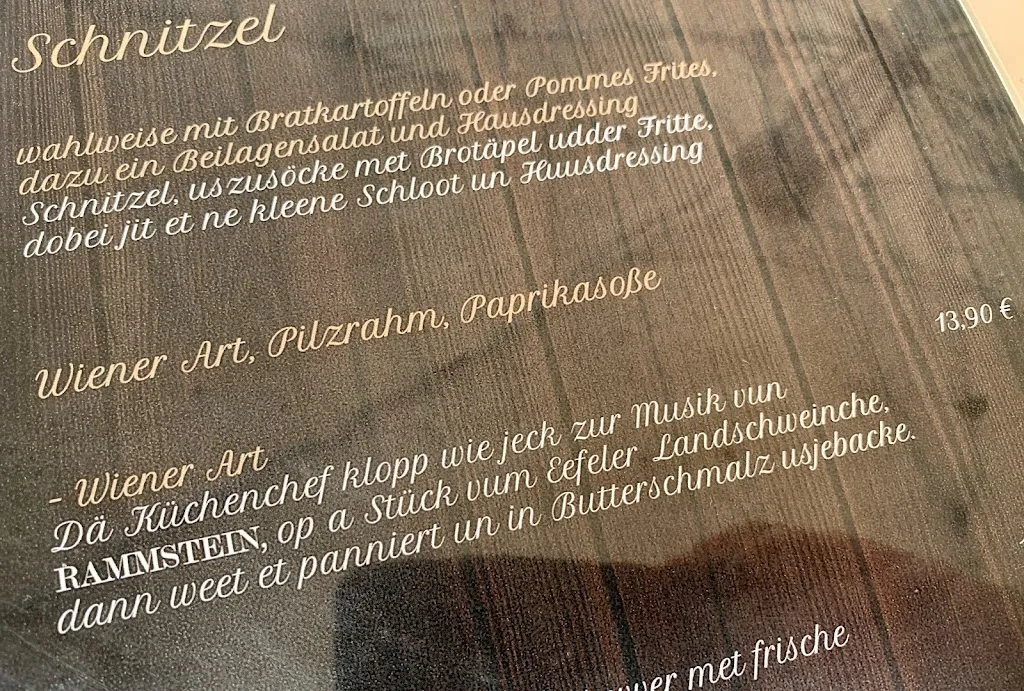 Schnitzel
wahlweise mit Bratkartoffeln oder Pommes Frites,
dazu ein Beilagensalat und Hausdressing
Schnitzel, uszusöcke met Brotäpel udder Fritte,
dobei jit et ne kleene Schloot un Huusdressing
Wiener Art, Pilzrahm, Paprikasoße
13,90 €
- Wiener Art
Dä Küchenchef klopp wie jeck zur Musik vun
RAMMSTEIN, op a Stück vum Eefeler Landschweinche,
dann weet et panniert un in Butterschmalz usjebacke.
met frische